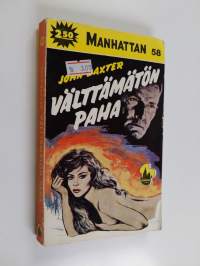 2.50
MANHATTAN 58
JOHN BAXTER
VÄLTTÄMÄTÖN
PAHA